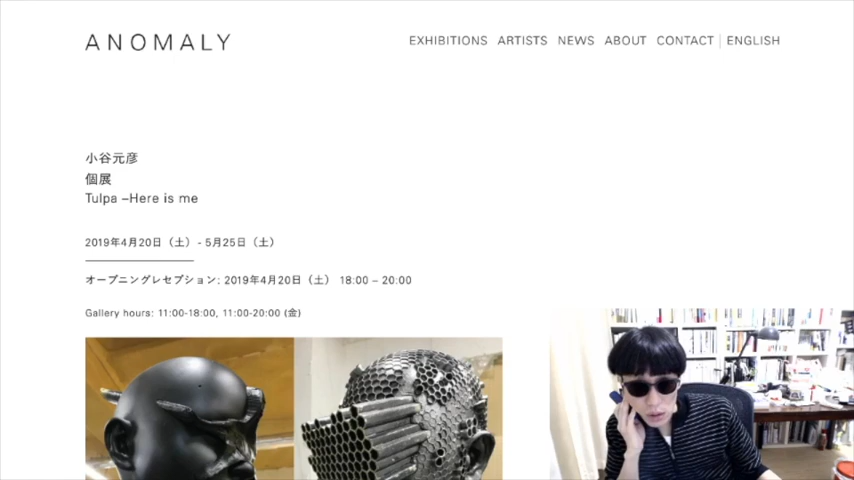 ANOMALY
EXHIBITIONS ARTISTS NEWS ABOUT CONTACT | ENGLISH
小谷元彦
個展
Tulpa –Here is me
2019年4月20日（土）- 5月25日（土）
オープニングレセプション: 2019年4月20日（土） 18:00 – 20:00
Gallery hours: 11:00-18:00, 11:00-20:00 (金)